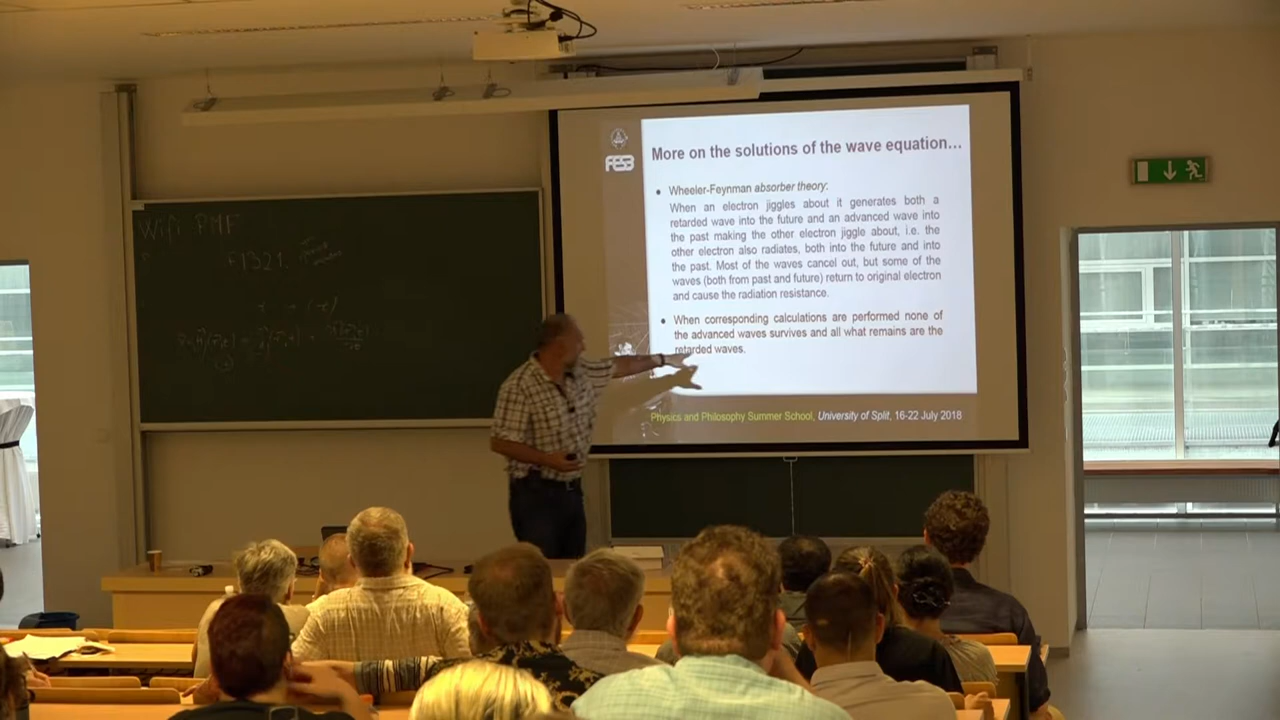 Wifi PMF
F1321
FESB
More on the solutions of the wave equation…
• Wheeler-Feynman absorber theory:
When an electron jiggles about it generates both a
retarded wave into the future and an advanced wave into
the past making the other electron jiggle about, i.e. the
other electron also radiates, both into the future and into
the past. Most of the waves cancel out, but some of the
waves (both from past and future) return to original electron
and cause the radiation resistance.
• When corresponding calculations are performed none of
the advanced waves survives and all what remains are the
retarded waves.
Physics and Philosophy Summer School, University of Split, 16-22 July 2018